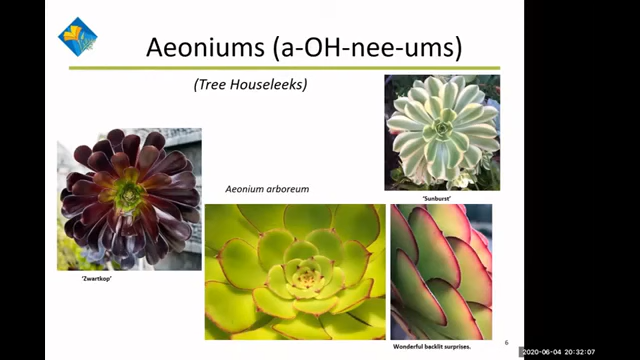 Aeoniums (a-OH-nee-ums)
(Tree Houseleeks)
Aeonium arboreum
'Sunburst'
'Zwartkop'
Wonderful backlit surprises.
6
2020-06-04 20:32:07